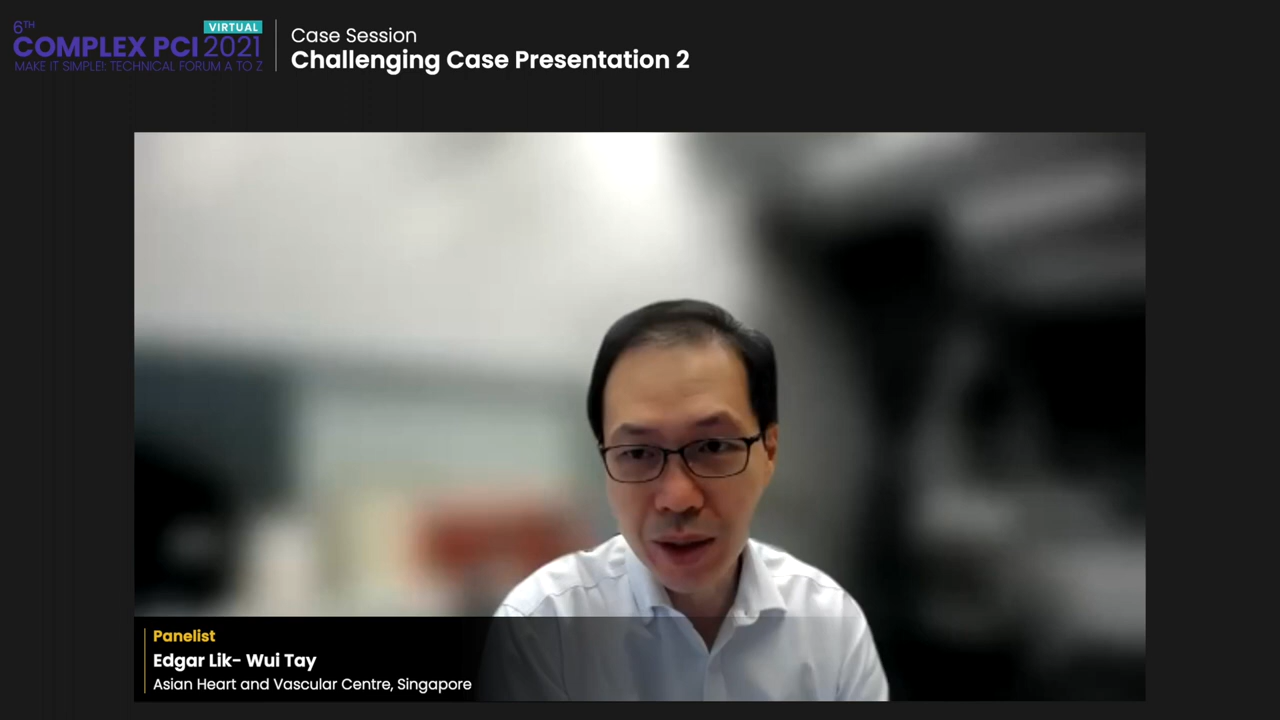 6TH
VIRTUAL
COMPLEX PCI 2021
MAKE IT SIMPLE!: TECHNICAL FORUM A TO Z
Case Session
Challenging Case Presentation 2
Panelist
Edgar Lik- Wui Tay
Asian Heart and Vascular Centre, Singapore